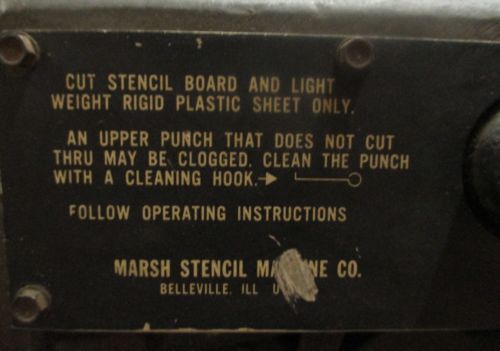 CUT STENCIL BOARD AND LIGHT
WEIGHT RIGID PLASTIC SHEET ONLY.
AN UPPER PUNCH THAT DOES NOT CUT
THRU MAY BE CLOGGED. CLEAN THE PUNCH
WITH A CLEANING HOOK.
FOLLOW OPERATING INSTRUCTIONS
MARSH STENCIL CO.
BELLEVILLE, ILL